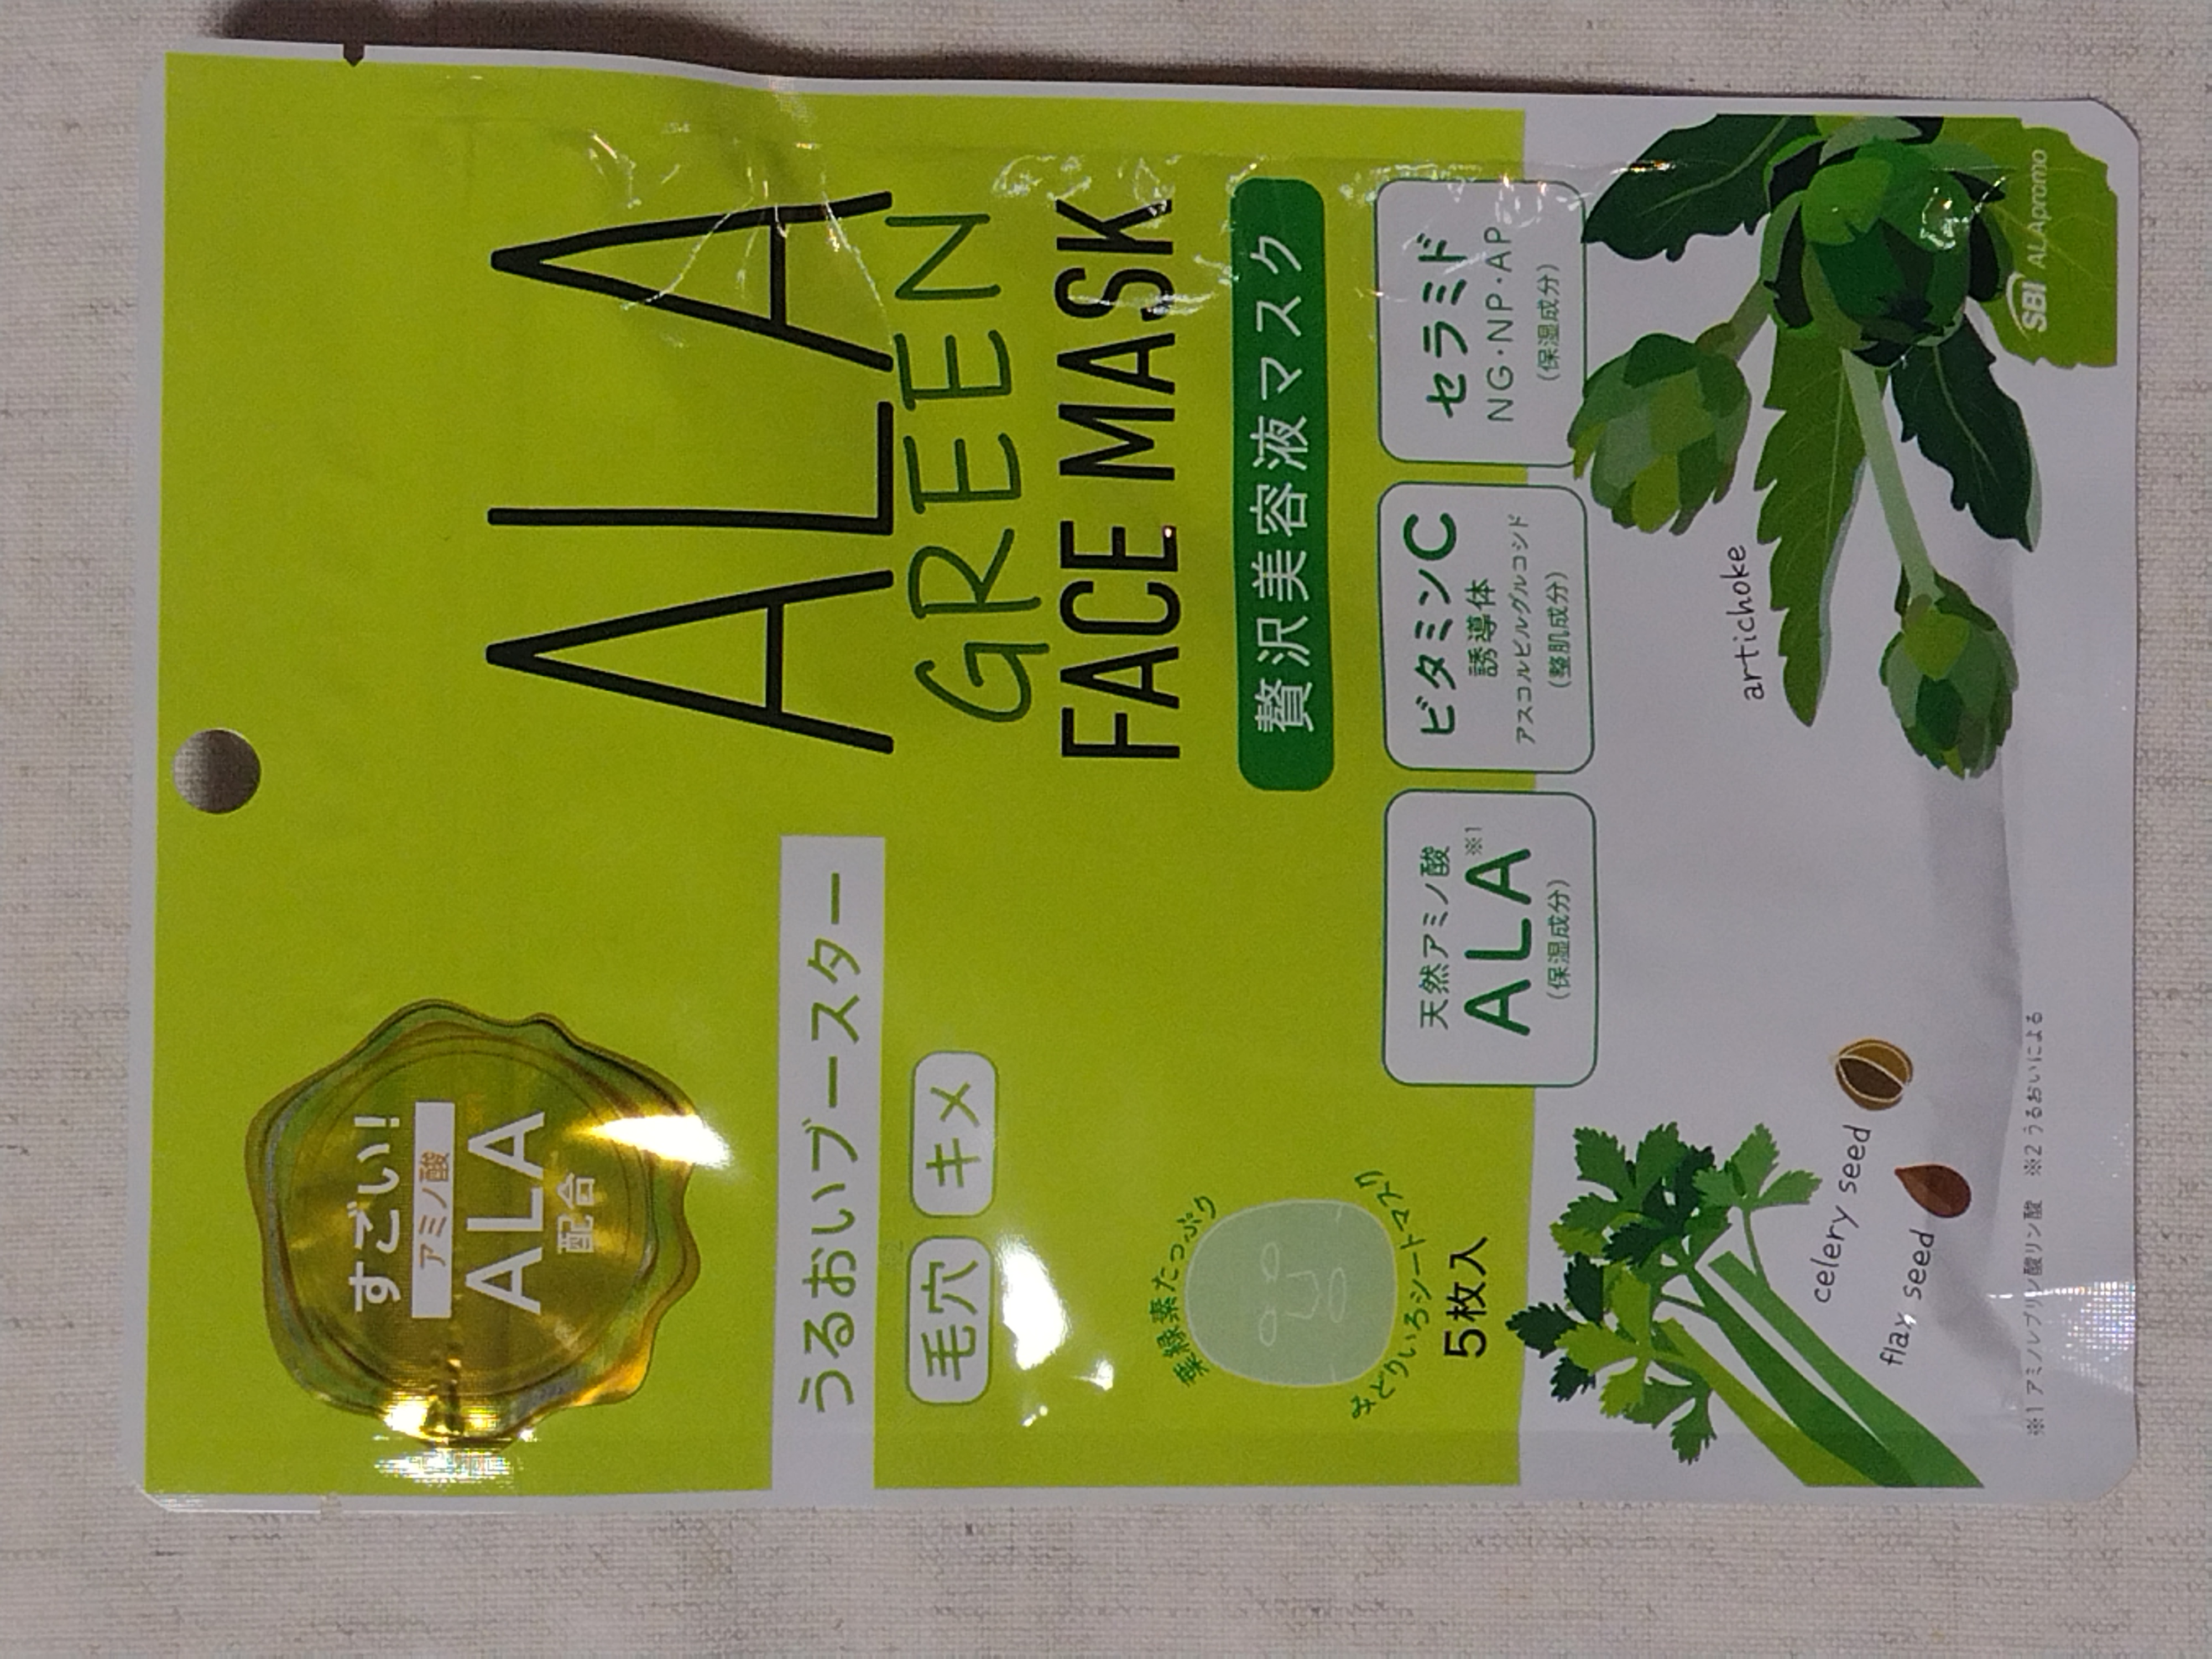 すごい!
アミノ酸
ALA
配合
ALA
GREEN
FACE MASK
うるおいブースター
毛穴
キメ
贅沢美容液マスク
葉緑素たっぷり
みどりいろシートマスク
5枚入
天然アミノ酸
ALA※1
(保湿成分)
ビタミンC
誘導体
アスコルビルグルコシド
(整肌成分)
セラミド
NG・NP・AP
(保湿成分)
artichoke
celery seed
flax seed
※1 アミノレブリン酸リン酸 ※2 うるおいによる
SBI ALApromo